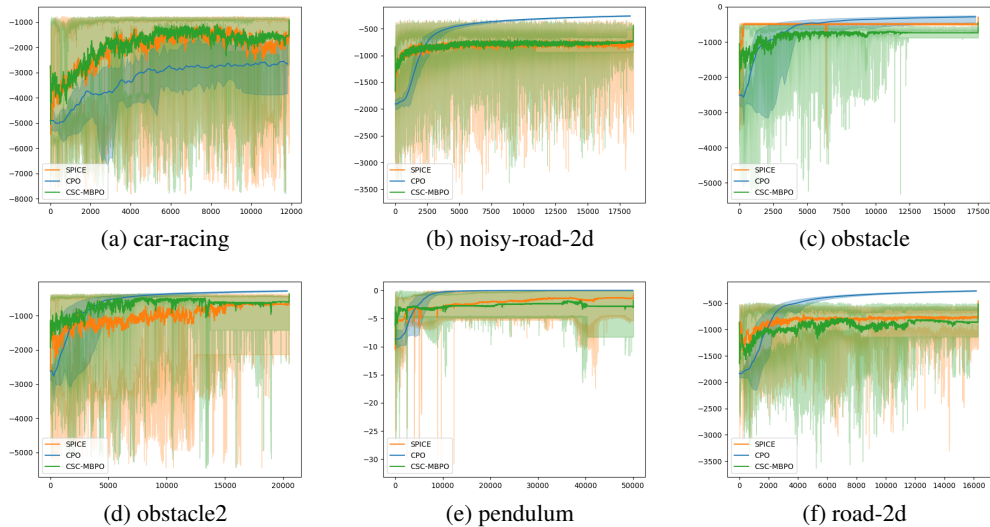 -1000
-2000
-3000
-4000
-5000
-6000
-7000
-8000
SPICE
CPO
CSC-MBPO
0 2000 4000 6000 8000 10000 12000
(a) car-racing
-500
-1000
-1500
-2000
-2500
-3000
-3500
SPICE
CPO
CSC-MBPO
0 2500 5000 7500 10000 12500 15000 17500
(b) noisy-road-2d
0
-1000
-2000
-3000
-4000
-5000
SPICE
CPO
CSC-MBPO
0 2500 5000 7500 10000 12500 15000 17500
(c) obstacle
-1000
-2000
-3000
-4000
-5000
SPICE
CPO
CSC-MBPO
0 5000 10000 15000 20000
(d) obstacle2
0
-5
-10
-15
-20
-25
-30
SPICE
CPO
CSC-MBPO
0 10000 20000 30000 40000 50000
(e) pendulum
-500
-1000
-1500
-2000
-2500
-3000
-3500
SPICE
CPO
CSC-MBPO
0 2000 4000 6000 8000 10000 12000 14000 16000
(f) road-2d